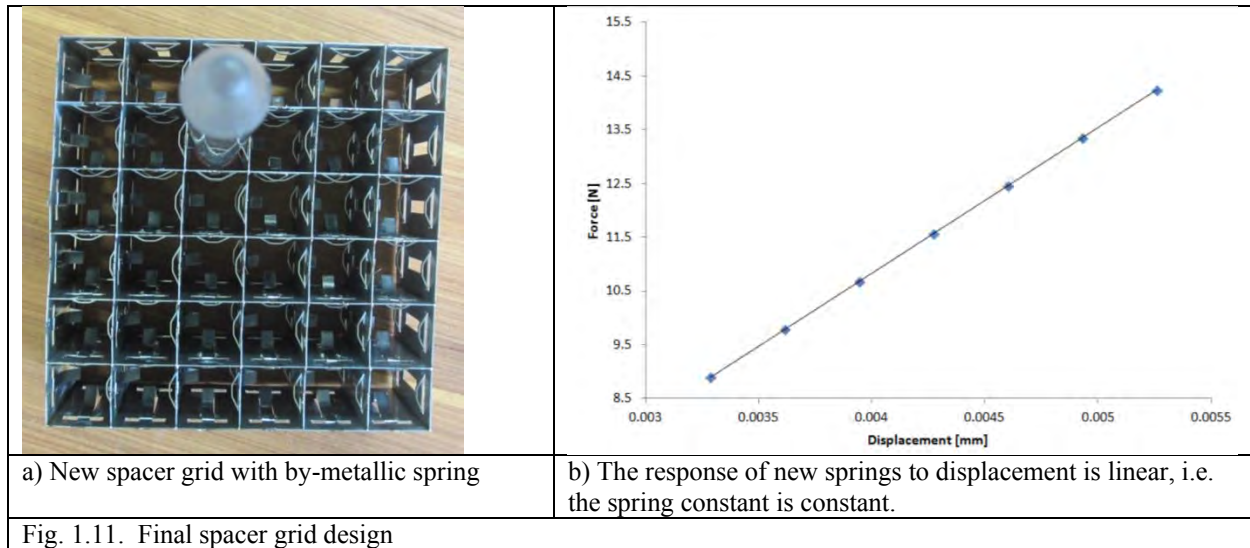 15.5
14.5
13.5
12.5
11.5
10.5
9.5
8.5
Force [N]
0.003 0.0035 0.004 0.0045 0.005 0.0055
Displacement [mm]
a) New spacer grid with by-metallic spring
b) The response of new springs to displacement is linear, i.e.
the spring constant is constant.
Fig. 1.11. Final spacer grid design